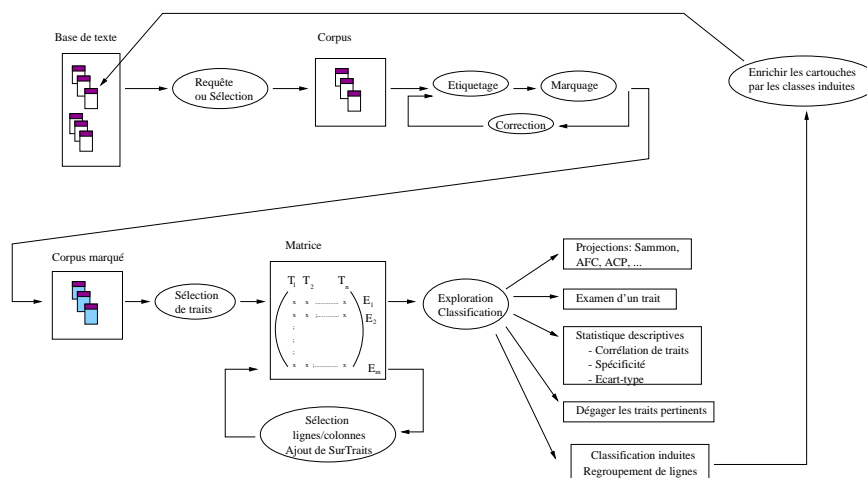 Base de texte
Corpus
Requête
ou Sélection
Etiquetage
Marquage
Correction
Enrichir les cartouches
par les classes induites
Corpus marqué
Sélection
de traits
Matrice
T1 T2 Tn
x x ............. x E1
x x ;............ x E2
;
;
;
x x ;............ x Em
Sélection
lignes/colonnes
Ajout de SurTraits
Exploration
Classification
Projections: Sammon,
AFC, ACP, ...
Examen d'un trait
Statistique descriptives
- Corrélation de traits
- Spécificité
- Ecart-type
Dégager les traits pertinents
Classification induites
Regroupement de lignes